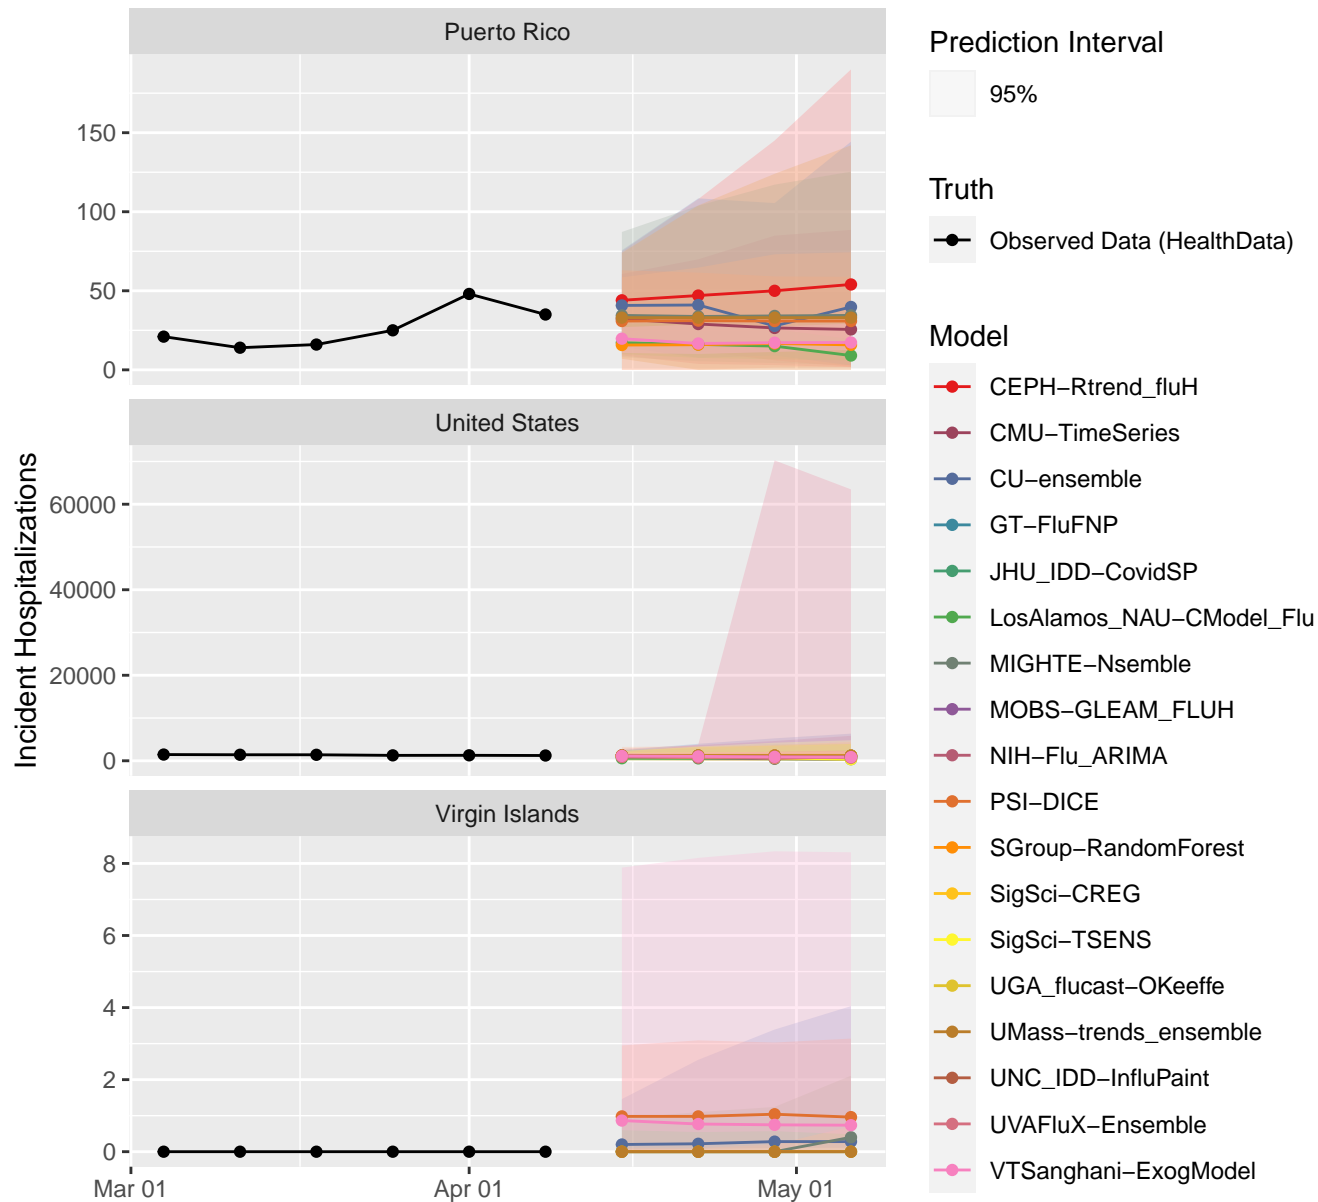 Puerto Rico
150
100
50
0
United States
60000
40000
20000
0
Virgin Islands
8
6
4
2
0
Mar 01
Apr 01
May 01
Incident Hospitalizations
Prediction Interval
95%
Truth
Observed Data (HealthData)
Model
CEPH−Rtrend_fluH
CMU−TimeSeries
CU−ensemble
GT−FluFNP
JHU_IDD−CovidSP
LosAlamos_NAU−CModel_Flu
MIGHTE−Nsemble
MOBS−GLEAM_FLUH
NIH−Flu_ARIMA
PSI−DICE
SGroup−RandomForest
SigSci−CREG
SigSci−TSENS
UGA_flucast−OKeeffe
UMass−trends_ensemble
UNC_IDD−InfluPaint
UVAFluX−Ensemble
VTSanghani−ExogModel